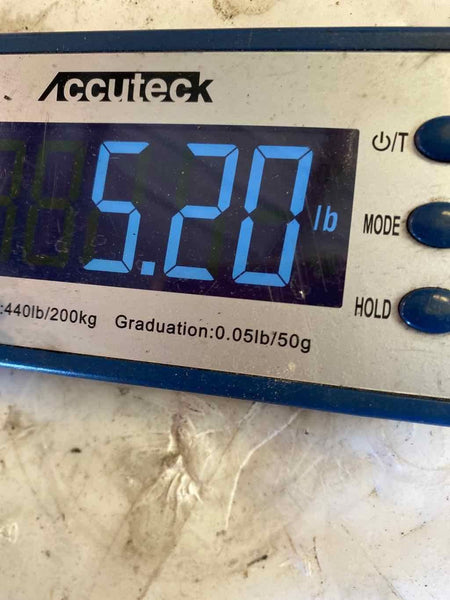 Accuteck
⏻/T
5.20 lb
MODE
HOLD
:440lb/200kg Graduation:0.05lb/50g